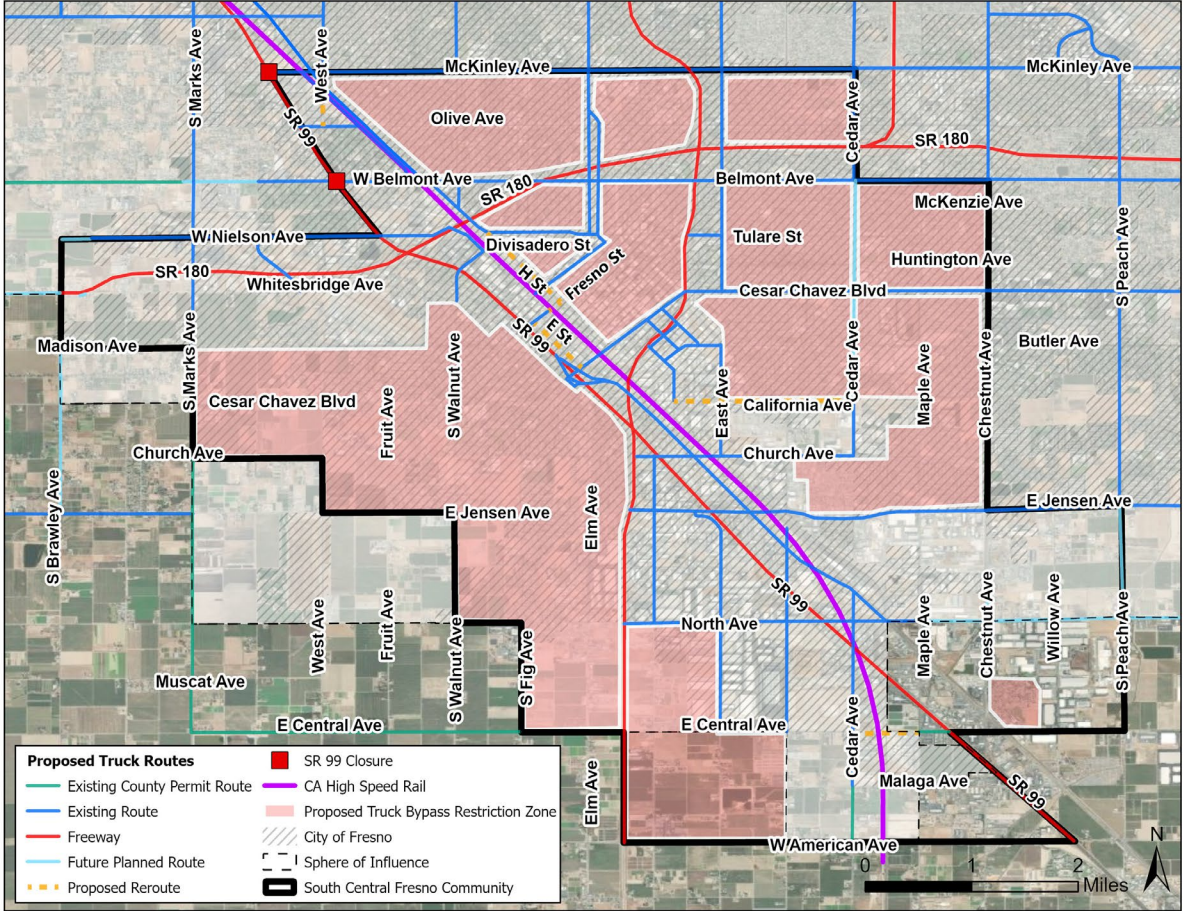 McKinley Ave
McKinley Ave
S Marks Ave
West Ave
SR 99
Olive Ave
Cedar Ave
SR 180
W Belmont Ave
SR 180
Belmont Ave
McKenzie Ave
W Nielson Ave
Divisadero St
Tulare St
S Peach Ave
SR 180
Whitesbridge Ave
H St
Fresno St
Huntington Ave
Cesar Chavez Blvd
SR 99
E St
Madison Ave
S Marks Ave
S Walnut Ave
Cedar Ave
Butler Ave
Cesar Chavez Blvd
Fruit Ave
East Ave
California Ave
Maple Ave
Chestnut Ave
Church Ave
Church Ave
S Brawley Ave
E Jensen Ave
Elm Ave
E Jensen Ave
SR 99
West Ave
Fruit Ave
S Walnut Ave
S Fig Ave
North Ave
Maple Ave
Chestnut Ave
Willow Ave
S Peach Ave
Muscat Ave
E Central Ave
E Central Ave
Cedar Ave
Elm Ave
Malaga Ave
SR 99
W American Ave
Proposed Truck Routes
Existing County Permit Route
Existing Route
Freeway
Future Planned Route
Proposed Reroute
SR 99 Closure
CA High Speed Rail
Proposed Truck Bypass Restriction Zone
City of Fresno
Sphere of Influence
South Central Fresno Community
0 1 2
Miles
N